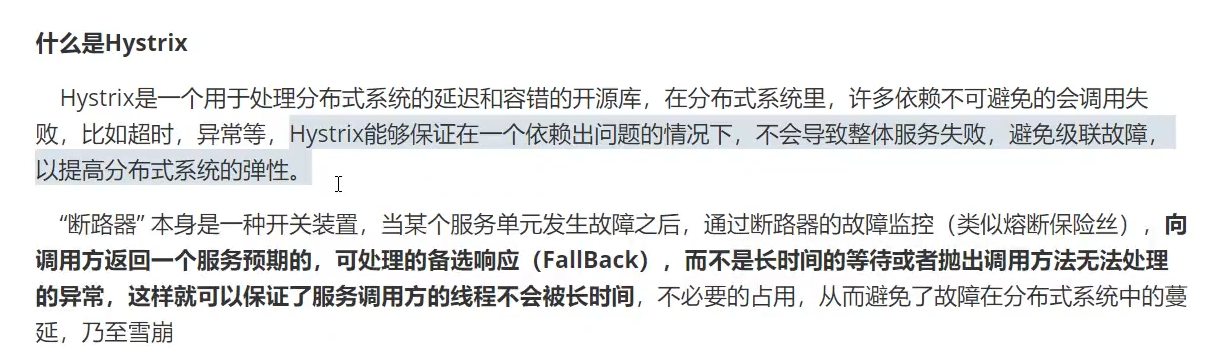 什么是Hystrix
Hystrix是一个用于处理分布式系统的延迟和容错的开源库，在分布式系统里，许多依赖不可避免的会调用失
败，比如超时，异常等，Hystrix能够保证在一个依赖出问题的情况下，不会导致整体服务失败，避免级联故障，
以提高分布式系统的弹性。
“断路器” 本身是一种开关装置，当某个服务单元发生故障之后，通过断路器的故障监控（类似熔断保险丝），向
调用方返回一个服务预期的，可处理的备选响应（FallBack），而不是长时间的等待或者抛出调用方法无法处理
的异常，这样就可以保证了服务调用方的线程不会被长时间，不必要的占用，从而避免了故障在分布式系统中的蔓
延，乃至雪崩